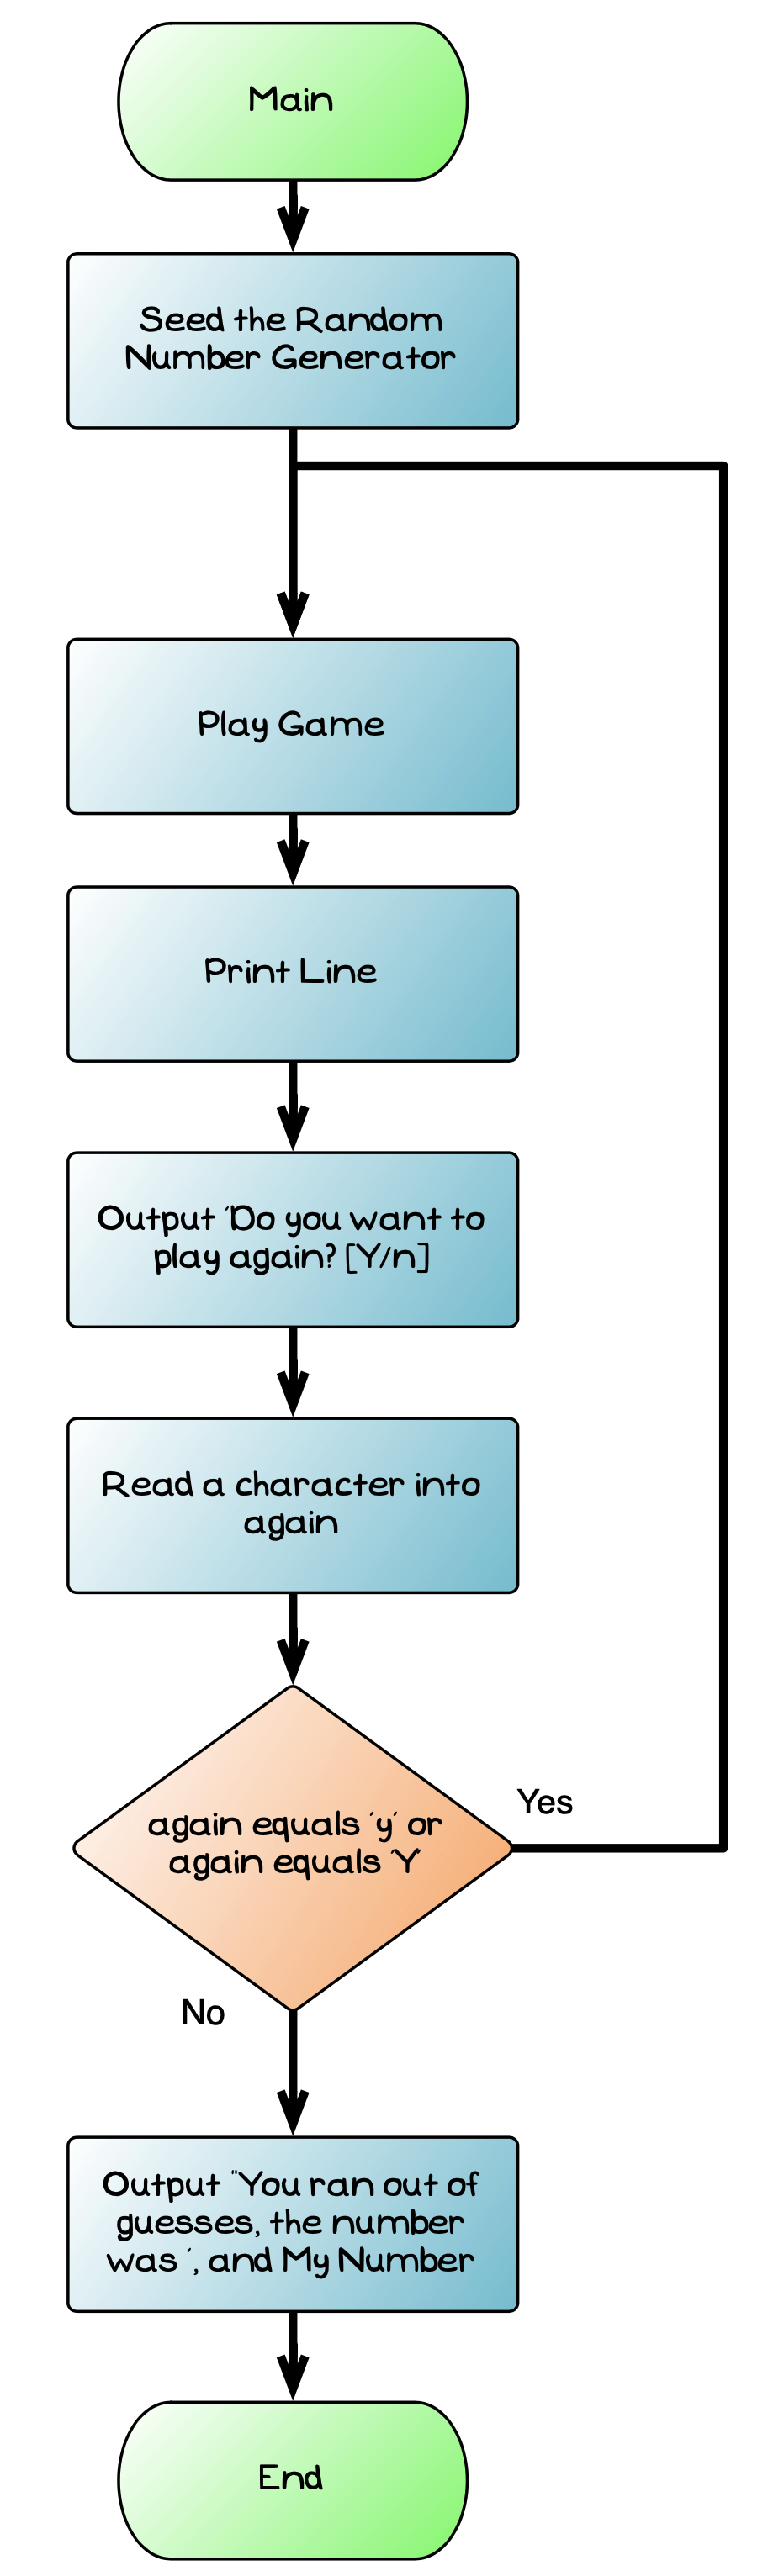 Main
Seed the Random
Number Generator
Play Game
Print Line
Output 'Do you want to
play again? [Y/n]
Read a character into
again
again equals 'y' or
again equals 'Y'
Yes
No
Output "You ran out of
guesses, the number
was ', and My Number
End